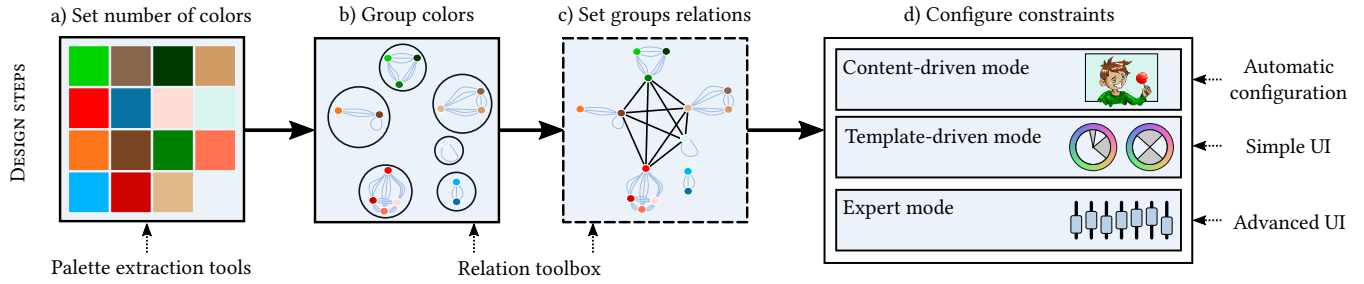 a) Set number of colors
b) Group colors
c) Set groups relations
d) Configure constraints
DESIGN STEPS
Content-driven mode
Automatic
configuration
Template-driven mode
Simple UI
Expert mode
Advanced UI
Palette extraction tools
Relation toolbox